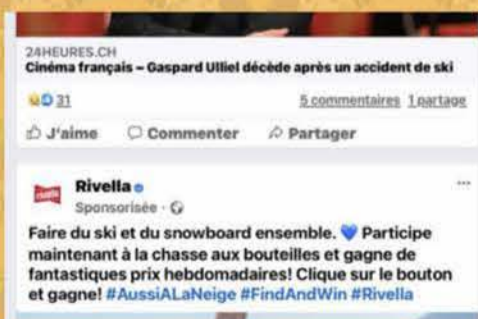 24HEURES.CH
Cinéma français – Gaspard Ulliel décède après un accident de ski
31
5 commentaires 1 partage
J'aime Commenter Partager
Rivella
Rivella
Sponsorisée ·
Faire du ski et du snowboard ensemble. 💙 Participe
maintenant à la chasse aux bouteilles et gagne de
fantastiques prix hebdomadaires! Clique sur le bouton
et gagne! #AussiALaNeige #FindAndWin #Rivella